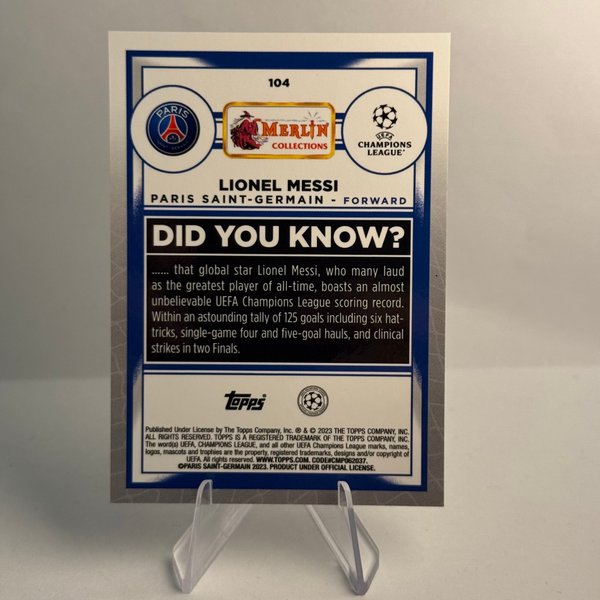 104
PARIS
MERLIN
COLLECTIONS
UEFA
CHAMPIONS
LEAGUE®
LIONEL MESSI
PARIS SAINT-GERMAIN - FORWARD
DID YOU KNOW?
...... that global star Lionel Messi, who many laud
as the greatest player of all-time, boasts an almost
unbelievable UEFA Champions League scoring record.
Within an astounding tally of 125 goals including six hat-
tricks, single-game four and five-goal hauls, and clinical
strikes in two Finals.
Topps®
Published Under License by The Topps Company, Inc. ® & © 2023 THE TOPPS COMPANY, INC.
ALL RIGHTS RESERVED. TOPPS IS A REGISTERED TRADEMARK OF THE TOPPS COMPANY, INC.
The word(s) UEFA, CHAMPIONS LEAGUE, and all other UEFA Champions League marks, names,
logos, mascots and trophies are the property, registered trademarks, designs and/or copyright of
UEFA. All rights reserved. WWW.TOPPS.COM. CODE#CMP062037.
©PARIS SAINT-GERMAIN 2023. PRODUCT UNDER OFFICIAL LICENSE.